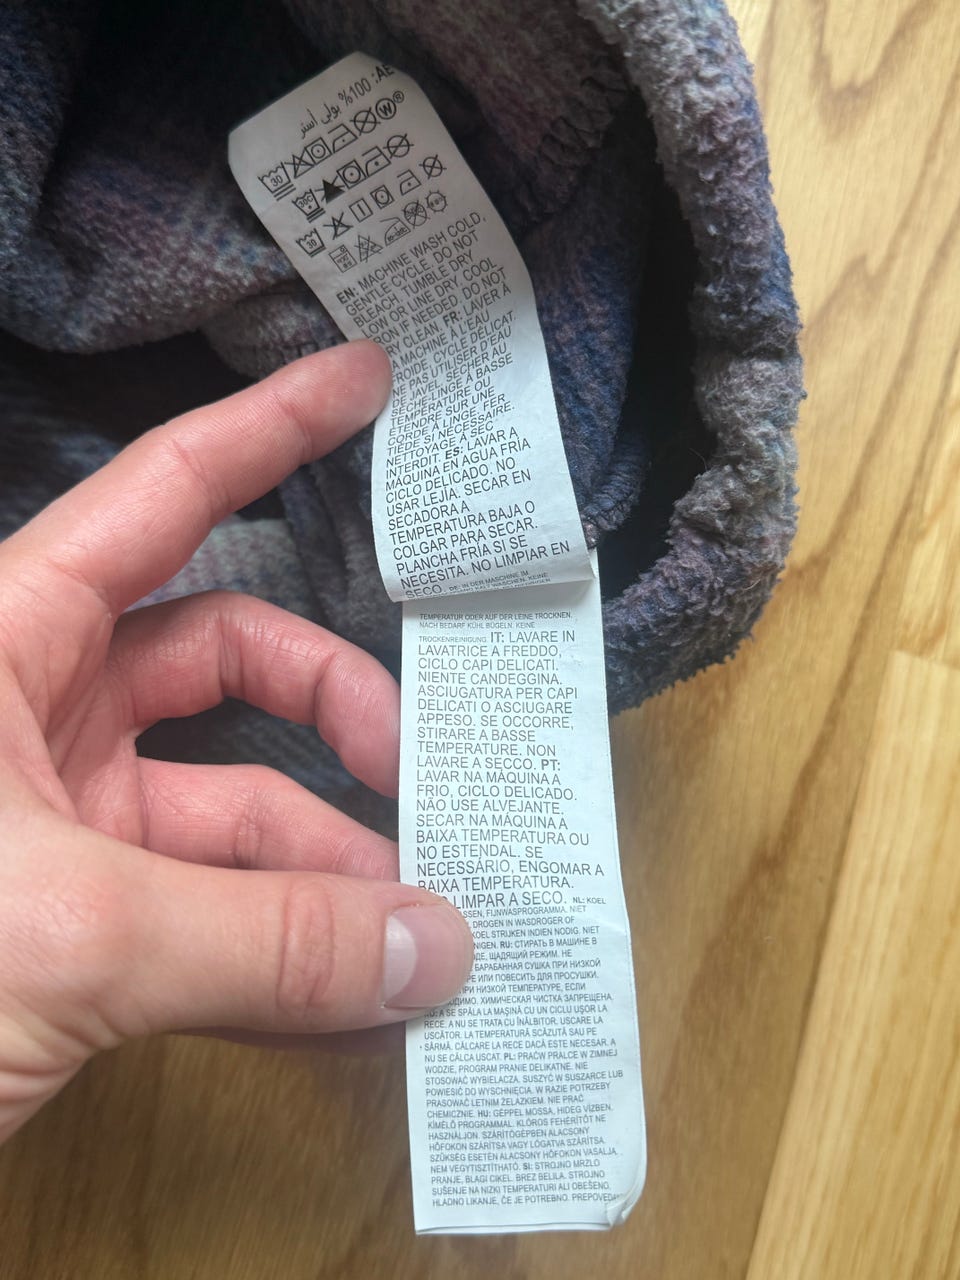 AE: %100 بولي استر
W®
30
30C
30
EN: MACHINE WASH COLD,
GENTLE CYCLE. DO NOT
BLEACH, TUMBLE DRY
LOW OR LINE DRY. COOL
IRON IF NEEDED. DO NOT
DRY CLEAN. FR: LAVER À
LA MACHINE À L'EAU
FROIDE, CYCLE DÉLICAT.
NE PAS UTILISER D'EAU
DE JAVEL, SÉCHER AU
SÈCHE-LINGE À BASSE
TEMPÉRATURE OU
ÉTENDRE SUR UNE
CORDE À LINGE. FER
TIÈDE SI NÉCESSAIRE.
NETTOYAGE À SEC
INTERDIT. ES: LAVAR A
MÁQUINA EN AGUA FRÍA
CICLO DELICADO. NO
USAR LEJÍA. SECAR EN
SECADORA A
TEMPERATURA BAJA O
COLGAR PARA SECAR.
PLANCHA FRÍA SI SE
NECESITA. NO LIMPIAR EN
SECO. DE: IN DER MASCHINE IM
KALT WASCHEN. KEINE
TEMPERATUR ODER AUF DER LEINE TROCKNEN.
NACH BEDARF KÜHL BÜGELN. KEINE
TROCKENREINIGUNG IT: LAVARE IN
LAVATRICE A FREDDO,
CICLO CAPI DELICATI.
NIENTE CANDEGGINA.
ASCIUGATURA PER CAPI
DELICATI O ASCIUGARE
APPESO. SE OCCORRE,
STIRARE A BASSE
TEMPERATURE. NON
LAVARE A SECCO. PT:
LAVAR NA MÁQUINA A
FRIO, CICLO DELICADO.
NÃO USE ALVEJANTE.
SECAR NA MÁQUINA A
BAIXA TEMPERATURA OU
NO ESTENDAL. SE
NECESSÁRIO, ENGOMAR A
BAIXA TEMPERATURA.
LIMPAR A SECO. NL: KOEL
FIJNWASPROGRAMMA. NIET
DROGEN IN WASDROGER OF
KOEL STRIJKEN INDIEN NODIG. NIET
RU: СТИРАТЬ В МАШИНЕ В
ЩАДЯЩИЙ РЕЖИМ. НЕ
БАРАБАННАЯ СУШКА ПРИ НИЗКОЙ
ИЛИ ПОВЕСИТЬ ДЛЯ ПРОСУШКИ.
ПРИ НИЗКОЙ ТЕМПЕРАТУРЕ, ЕСЛИ
ХИМИЧЕСКАЯ ЧИСТКА ЗАПРЕЩЕНА.
A SE SPĂLA LA MAȘINĂ CU UN CICLU UȘOR LA
RECE. A NU SE TRATA CU ÎNĂLBITOR. USCARE LA
USCĂTOR. LA TEMPERATURĂ SCĂZUTĂ SAU PE
SÂRMĂ. CĂLCARE LA RECE DACĂ ESTE NECESAR. A
NU SE CĂLCA USCAT. PL: PRAĆW PRALCE W ZIMNEJ
WODZIE, PROGRAM PRANIE DELIKATNE. NIE
STOSOWAĆ WYBIELACZA. SUSZYĆ W SUSZARCE LUB
POWIESIĆ DO WYSCHNIĘCIA. W RAZIE POTRZEBY
PRASOWAĆ LETNIM ŻELAZKIEM. NIE PRAĆ
CHEMICZNIE. HU: GÉPPEL MOSSA, HIDEG VÍZBEN.
KÍMÉLŐ PROGRAMMAL. KLÓROS FEHÉRÍTŐT NE
HASZNÁLJON. SZÁRÍTÓGÉPBEN ALACSONY
HŐFOKON SZÁRÍTSA VAGY LÓGATVA SZÁRÍTSA.
SZÜKSÉG ESETÉN ALACSONY HŐFOKON VASALJA.
NEM VEGYTISZTÍTHATÓ. SI: STROJNO MRZLO
PRANJE, BLAGI CIKEL. BREZ BELILA. STROJNO
SUŠENJE NA NIZKI TEMPERATURI ALI OBEŠENO.
HLADNO LIKANJE, ČE JE POTREBNO.